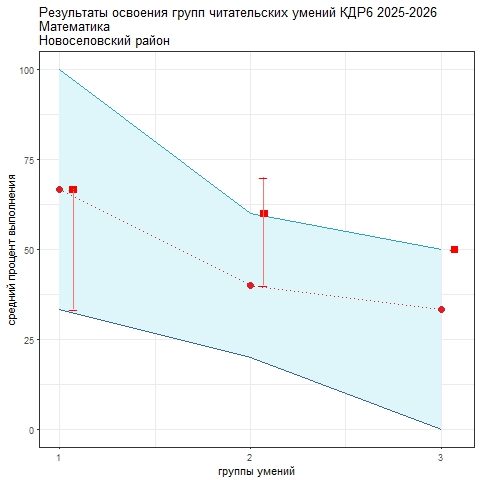 Результаты освоения групп читательских умений КДР6 2025-2026
Математика
Новоселовский район
100
75
50
25
0
средний процент выполнения
1
2
3
группы умений